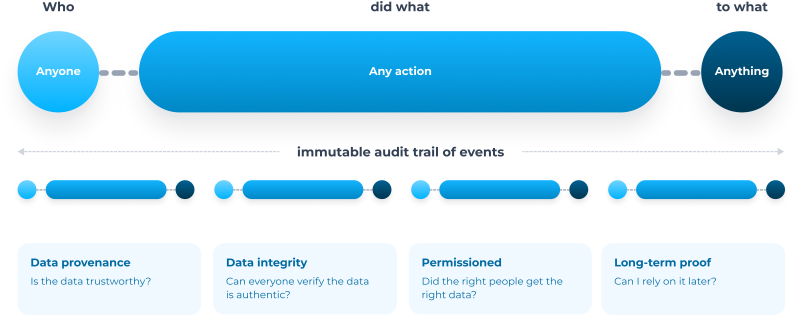 Who did what to what
Anyone Any action Anything
immutable audit trail of events
Data provenance
Is the data trustworthy?
Data integrity
Can everyone verify the data
is authentic?
Permissioned
Did the right people get the
right data?
Long-term proof
Can I rely on it later?